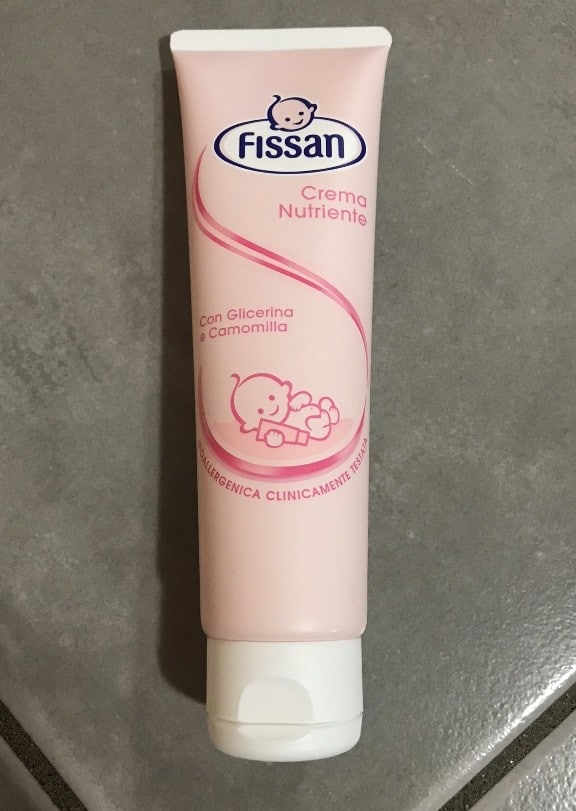 Fissan
Crema
Nutriente
Con Glicerina
e Camomilla
IPOALLERGENICA CLINICAMENTE TESTATA